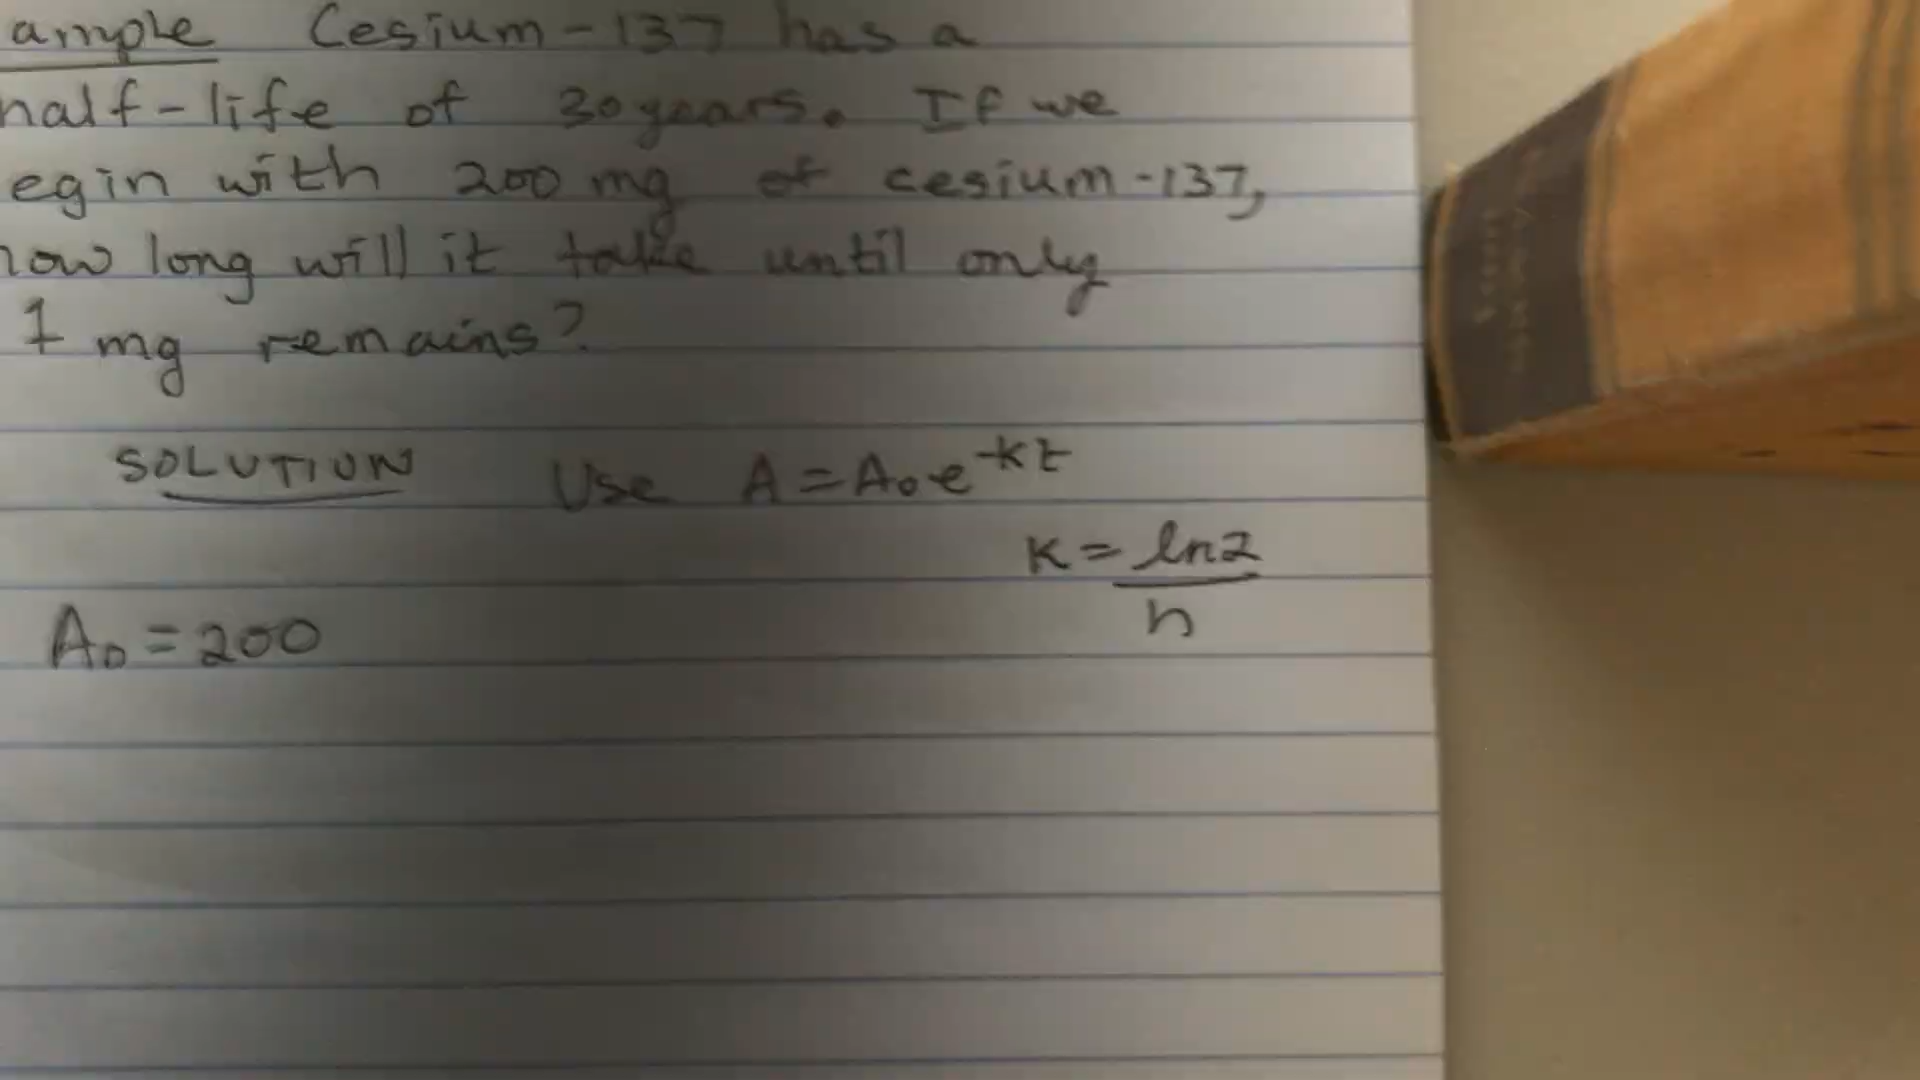 ample Cesium-137 has a
half-life of 30 years. If we
egin with 200 mg of cesium-137,
how long will it take until only
1 mg remains?
SOLUTION Use A = A₀e^-kt
K = ln2
h
A₀ = 200